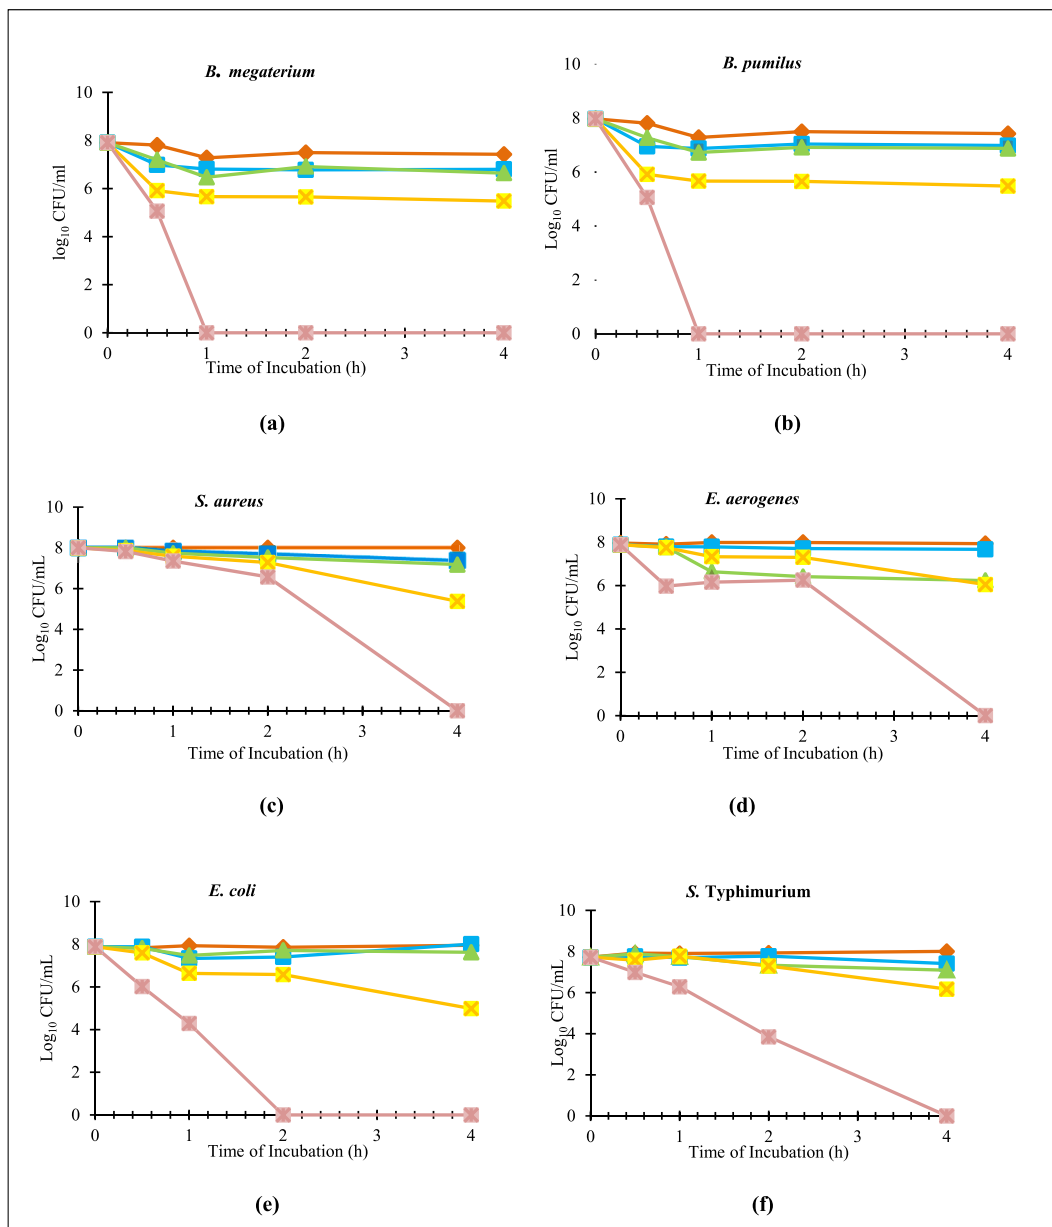 B. megaterium
10
8
6
4
2
0
log10 CFU/ml
0 1 2 3 4
Time of Incubation (h)
(a)
B. pumilus
10
8
6
4
2
0
Log10 CFU/ml
0 1 2 3 4
Time of Incubation (h)
(b)
S. aureus
10
8
6
4
2
0
Log10 CFU/mL
0 1 2 3 4
Time of Incubation (h)
(c)
E. aerogenes
10
8
6
4
2
0
Log10 CFU/mL
0 1 2 3 4
Time of Incubation (h)
(d)
E. coli
10
8
6
4
2
0
Log10 CFU/mL
0 1 2 3 4
Time of Incubation (h)
(e)
S. Typhimurium
10
8
6
4
2
0
Log10 CFU/mL
0 1 2 3 4
Time of Incubation (h)
(f)